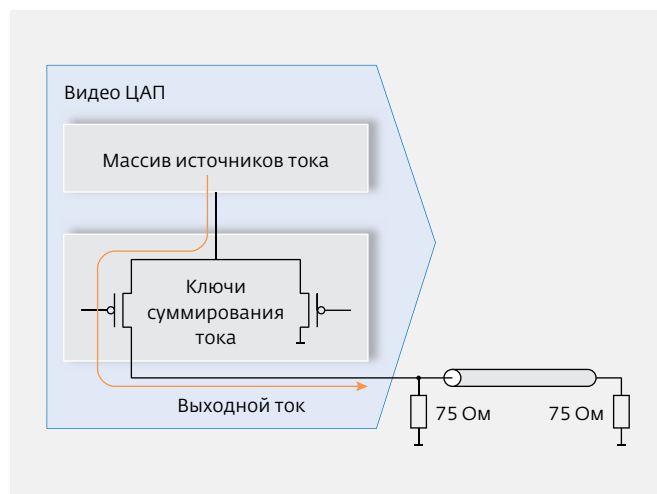 Видео ЦАП
Массив источников тока
Ключи
суммирования
тока
Выходной ток
75 Ом
75 Ом